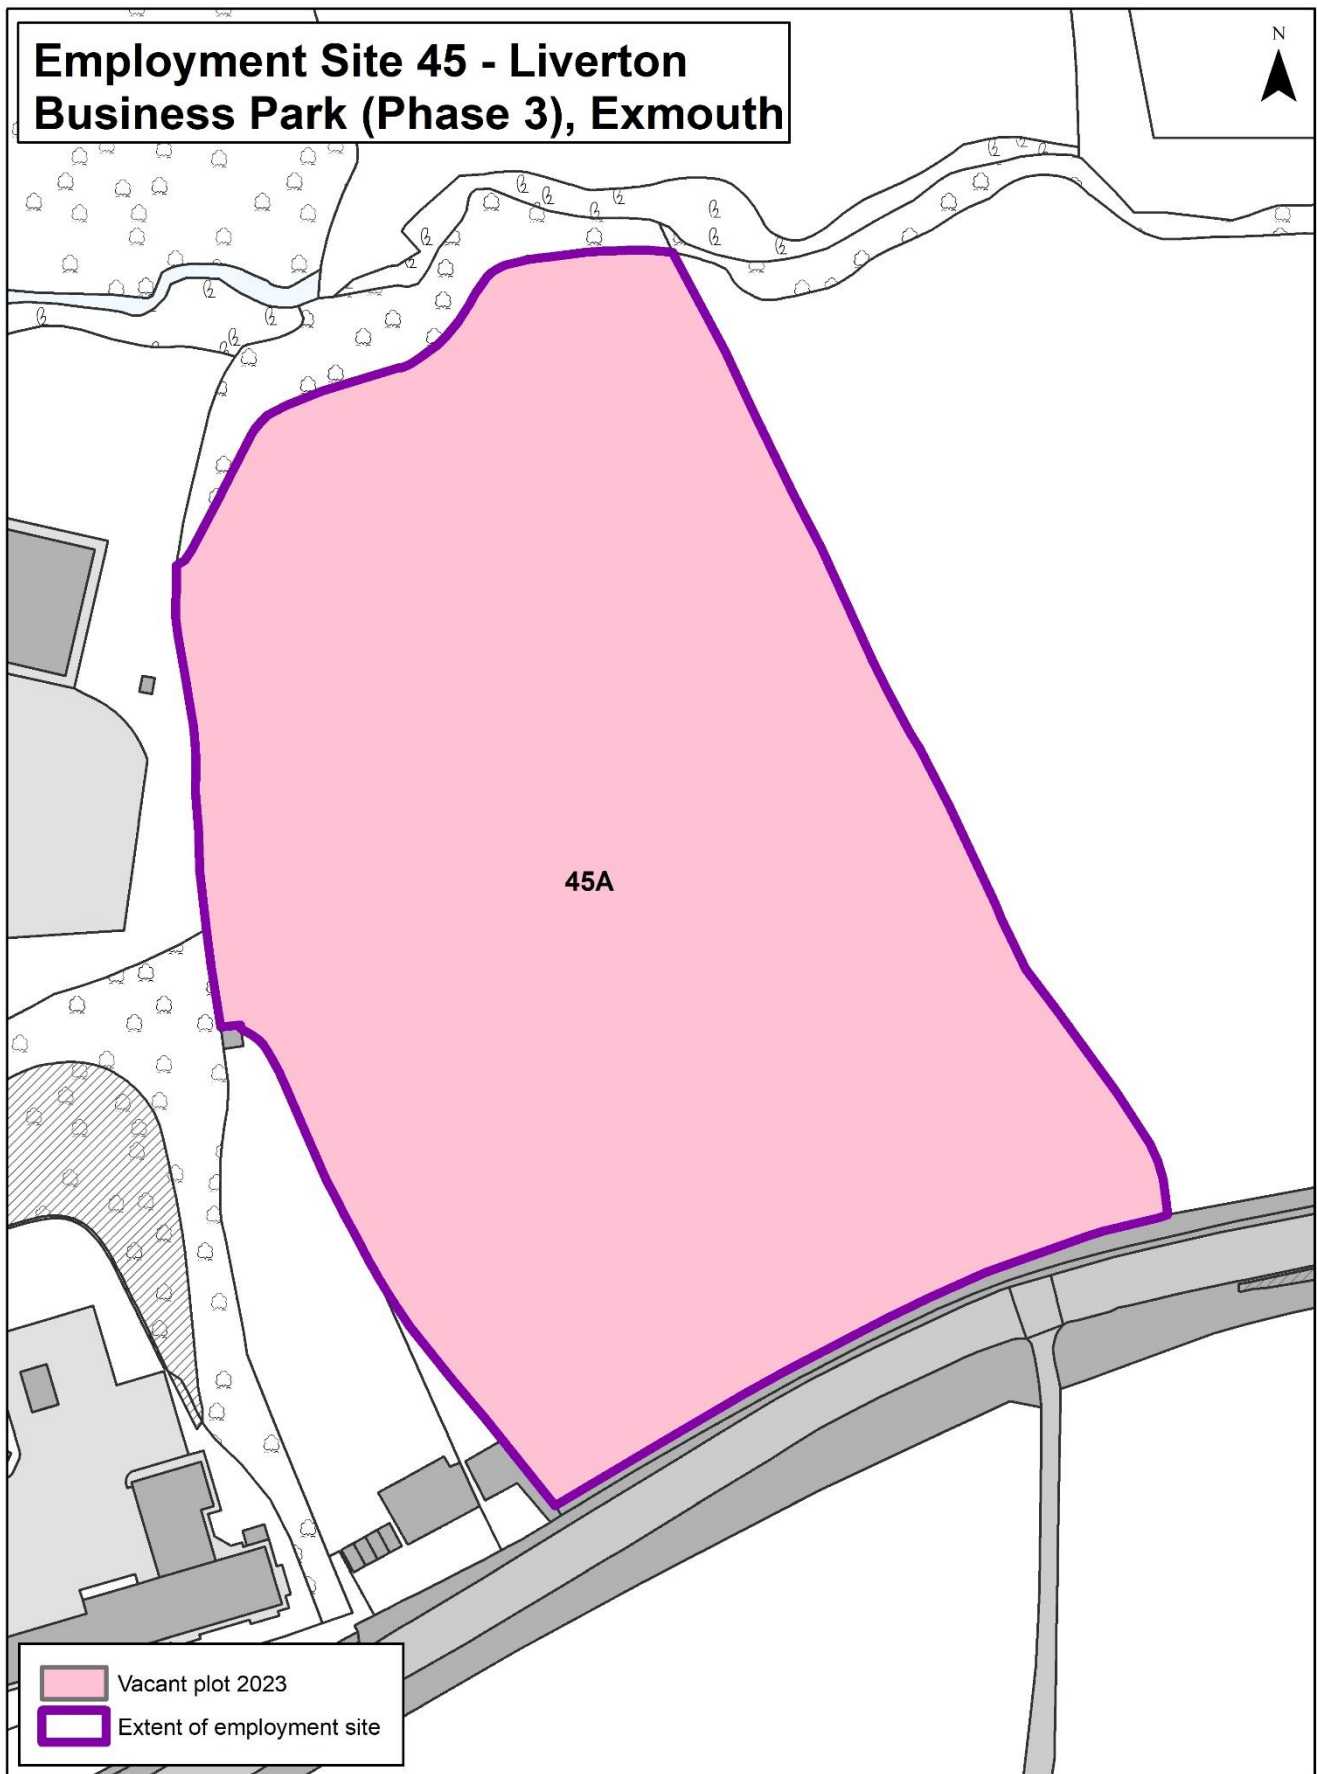 Employment Site 45 - Liverton
Business Park (Phase 3), Exmouth
N
45A
Vacant plot 2023
Extent of employment site